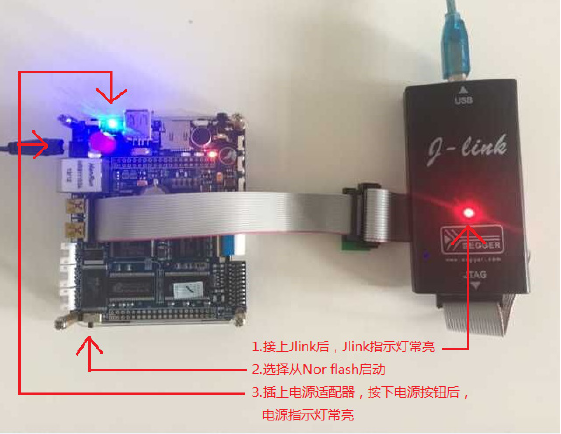 USB
J-link
SEGGER
www.segger.com
JTAG
1.接上Jlink后，Jlink指示灯常亮
2.选择从Nor flash启动
3.插上电源适配器，按下电源按钮后，
电源指示灯常亮